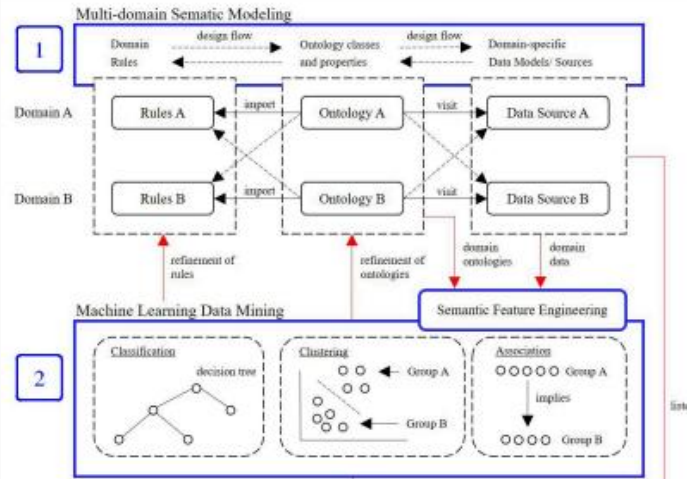 Multi-domain Sematic Modeling
1
Domain
Rules
design flow
Ontology classes
and properties
design flow
Domain-specific
Data Models/ Sources
Domain A
Rules A
import
Ontology A
visit
Data Source A
Domain B
Rules B
import
Ontology B
visit
Data Source B
refinement of
rules
refinement of
ontologies
domain
ontologies
domain
data
Machine Learning Data Mining
Semantic Feature Engineering
2
Classification
decision tree
Clustering
Group A
Group B
Association
Group A
implies
Group B